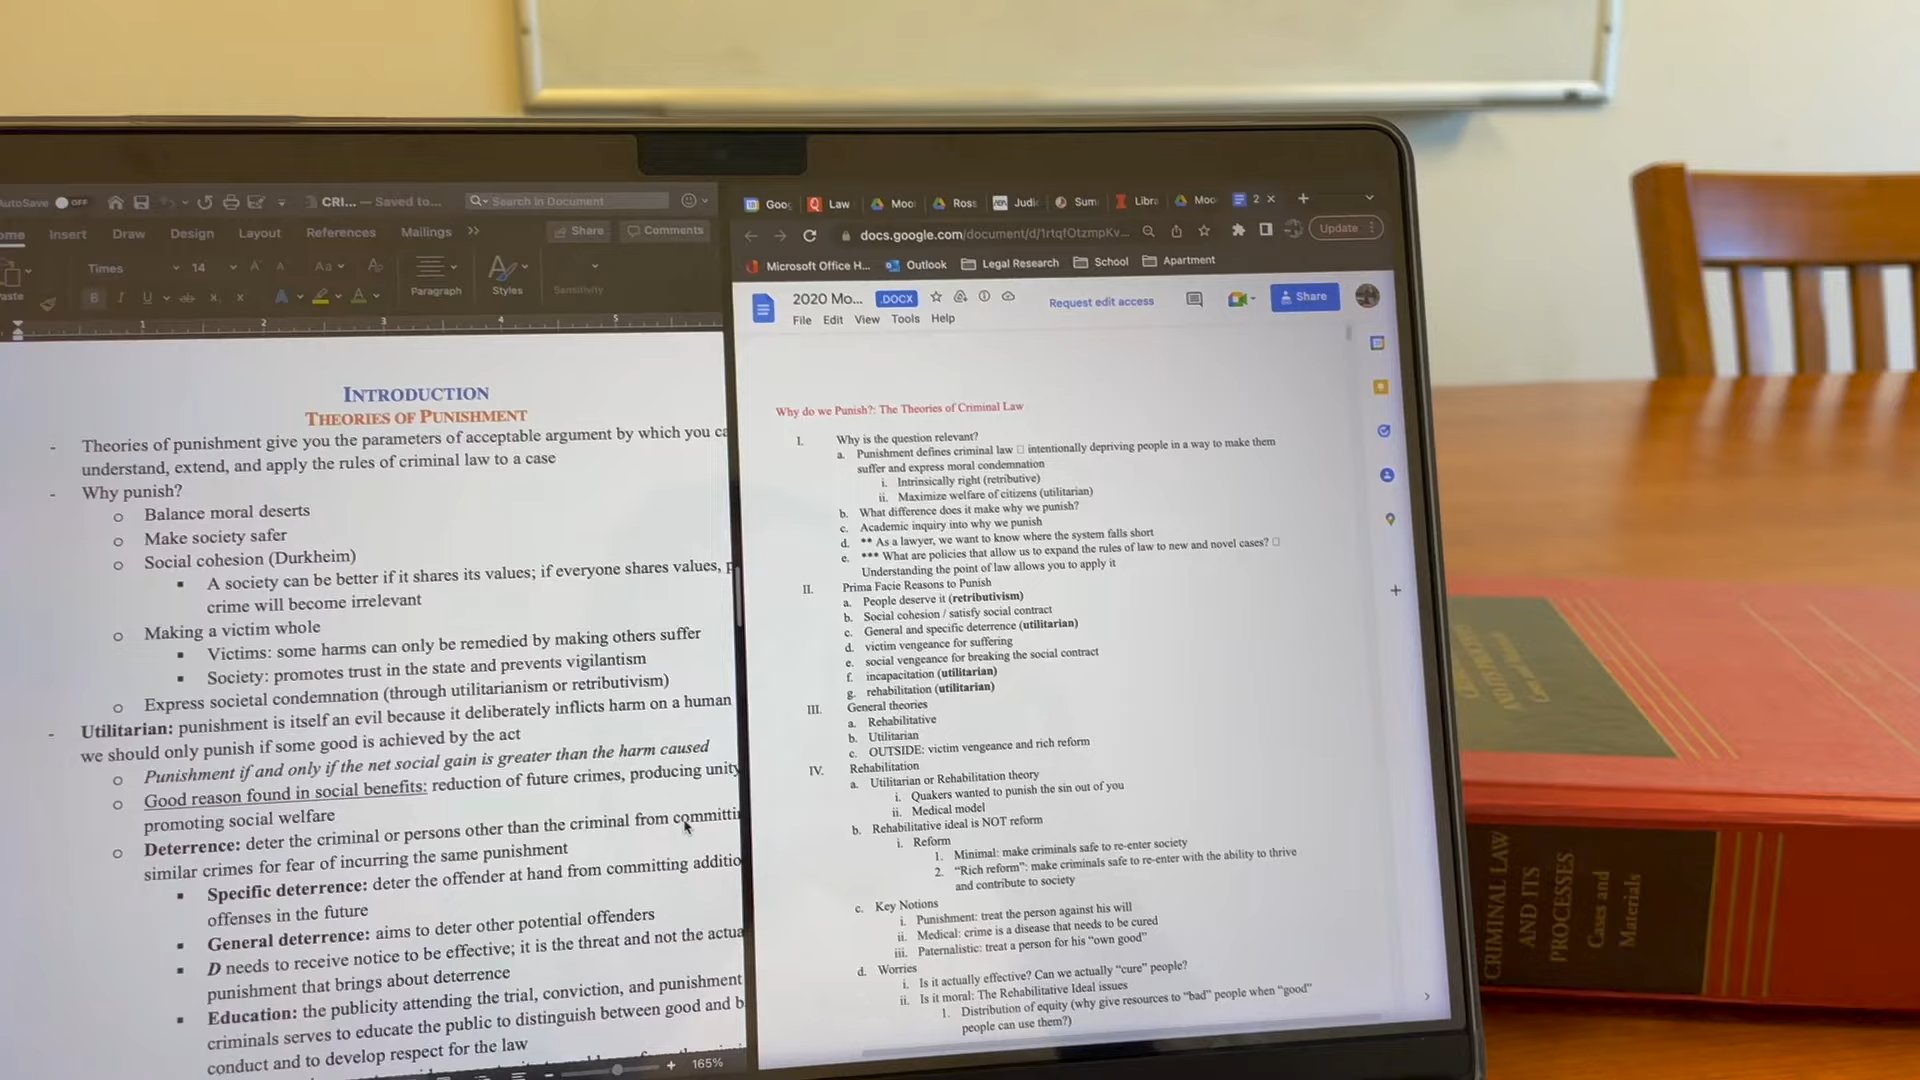 AutoSave OFF
CRI... — Saved to...
Search in Document
Insert Draw Design Layout References Mailings
Share
Comments
Times
14
Paragraph
Styles
Sensitivity
1 2 3 4 5
INTRODUCTION
THEORIES OF PUNISHMENT
- Theories of punishment give you the parameters of acceptable argument by which you
understand, extend, and apply the rules of criminal law to a case
- Why punish?
o Balance moral deserts
o Make society safer
o Social cohesion (Durkheim)
▪ A society can be better if it shares its values; if everyone shares values,
crime will become irrelevant
o Making a victim whole
▪ Victims: some harms can only be remedied by making others suffer
▪ Society: promotes trust in the state and prevents vigilantism
o Express societal condemnation (through utilitarianism or retributivism)
- Utilitarian: punishment is itself an evil because it deliberately inflicts harm on a human
we should only punish if some good is achieved by the act
o Punishment if and only if the net social gain is greater than the harm caused
o Good reason found in social benefits: reduction of future crimes, producing unity
promoting social welfare
o Deterrence: deter the criminal or persons other than the criminal from committi
similar crimes for fear of incurring the same punishment
▪ Specific deterrence: deter the offender at hand from committing additio
offenses in the future
▪ General deterrence: aims to deter other potential offenders
▪ D needs to receive notice to be effective; it is the threat and not the actua
punishment that brings about deterrence
▪ Education: the publicity attending the trial, conviction, and punishment
criminals serves to educate the public to distinguish between good and b
conduct and to develop respect for the law
165%
Goo Law Moo Ross Judi Sum Libra Moo 2
docs.google.com/document/d/1rtqfOtzmpKv...
Update
Microsoft Office H... Outlook Legal Research School Apartment
2020 Mo... .DOCX
Request edit access
Share
File Edit View Tools Help
Why do we Punish?: The Theories of Criminal Law
I. Why is the question relevant?
a. Punishment defines criminal law □ intentionally depriving people in a way to make them
suffer and express moral condemnation
i. Intrinsically right (retributive)
ii. Maximize welfare of citizens (utilitarian)
b. What difference does it make why we punish?
c. Academic inquiry into why we punish
d. ** As a lawyer, we want to know where the system falls short
e. *** What are policies that allow us to expand the rules of law to new and novel cases? □
Understanding the point of law allows you to apply it
II. Prima Facie Reasons to Punish
a. People deserve it (retributivism)
b. Social cohesion / satisfy social contract
c. General and specific deterrence (utilitarian)
d. victim vengeance for suffering
e. social vengeance for breaking the social contract
f. incapacitation (utilitarian)
g. rehabilitation (utilitarian)
III. General theories
a. Rehabilitative
b. Utilitarian
c. OUTSIDE: victim vengeance and rich reform
IV. Rehabilitation
a. Utilitarian or Rehabilitation theory
i. Quakers wanted to punish the sin out of you
ii. Medical model
b. Rehabilitative ideal is NOT reform
i. Reform
1. Minimal: make criminals safe to re-enter society
2. “Rich reform”: make criminals safe to re-enter with the ability to thrive
and contribute to society
c. Key Notions
i. Punishment: treat the person against his will
ii. Medical: crime is a disease that needs to be cured
iii. Paternalistic: treat a person for his “own good”
d. Worries
i. Is it actually effective? Can we actually “cure” people?
ii. Is it moral: The Rehabilitative Ideal issues
1. Distribution of equity (why give resources to “bad” people when “good”
people can use them?)
CRIMINAL LAW
AND ITS
PROCESSES
Cases and
Materials